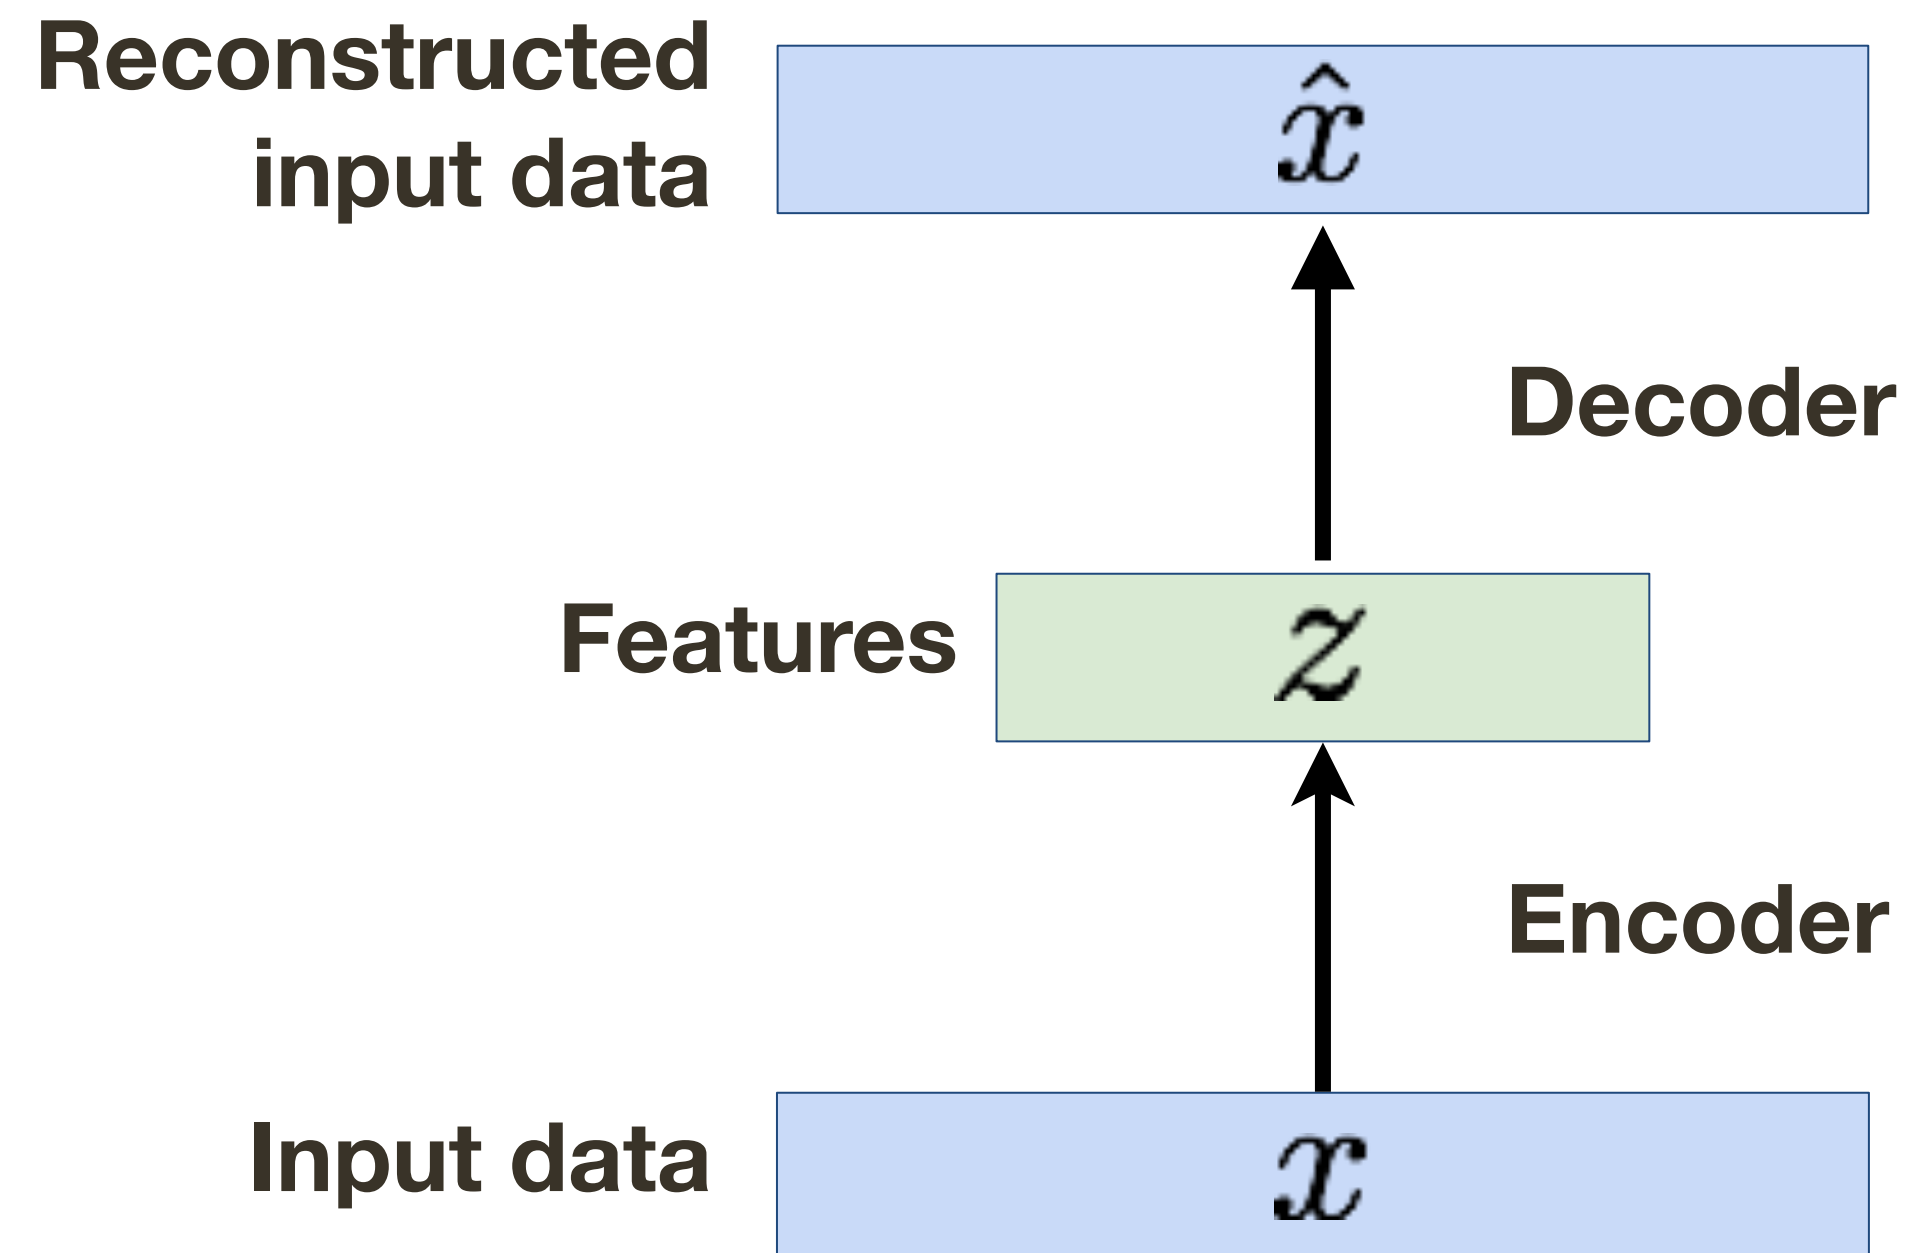 Reconstructed
input data
x̂
Decoder
Features
z
Encoder
Input data
x